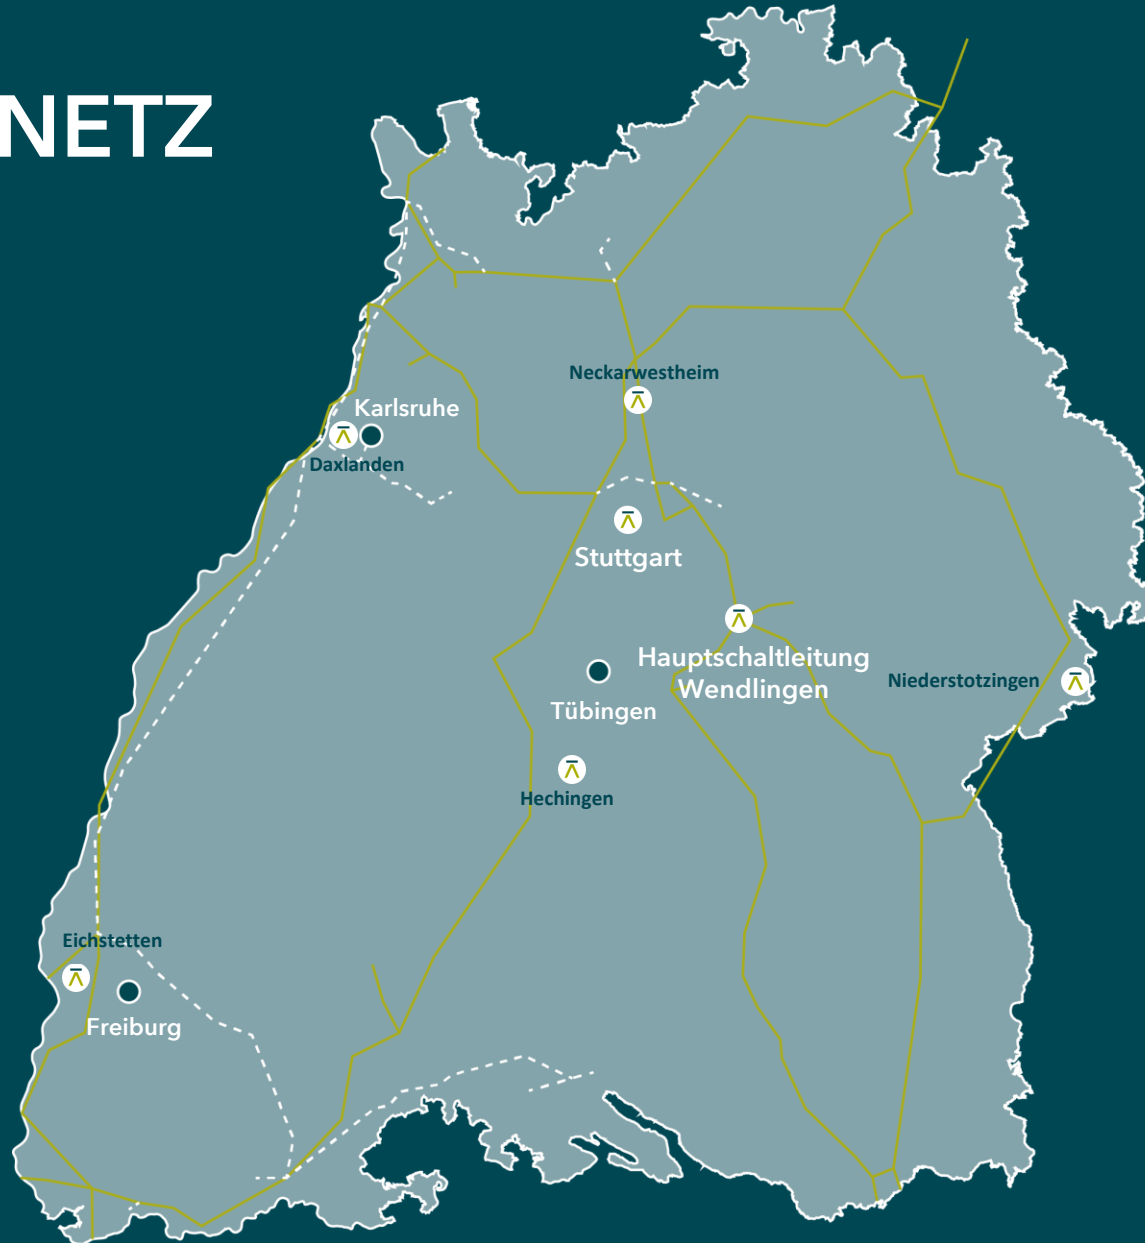 NETZ
Neckarwestheim
Karlsruhe
Daxlanden
Stuttgart
Hauptschaltleitung
Wendlingen
Niederstotzingen
Tübingen
Hechingen
Eichstetten
Freiburg